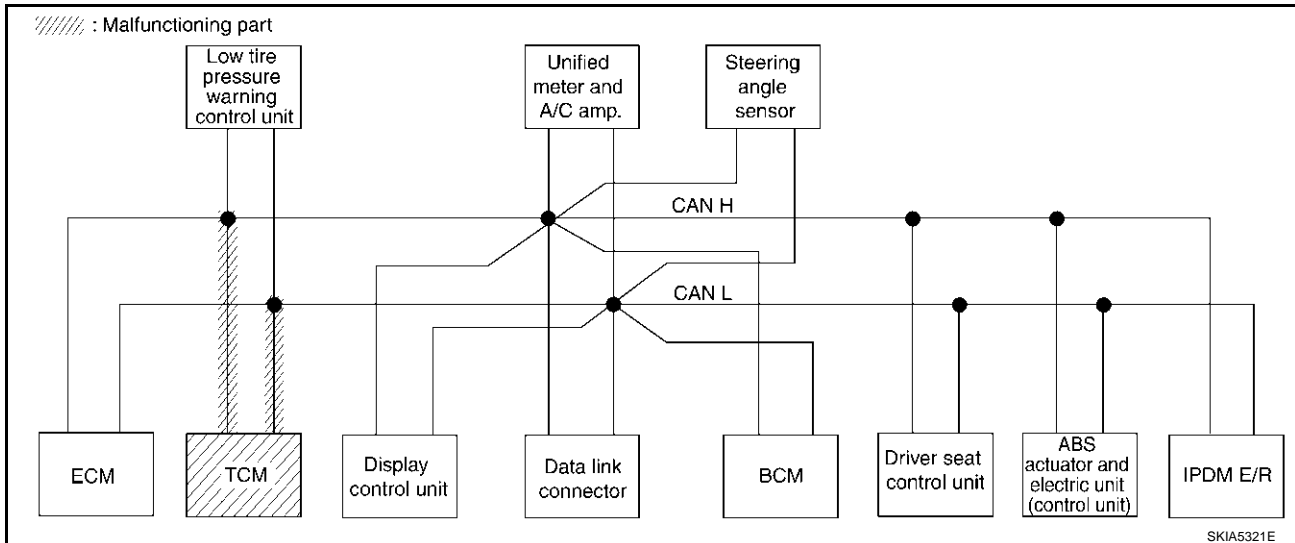 : Malfunctioning part
Low tire
pressure
warning
control unit
Unified
meter and
A/C amp.
Steering
angle
sensor
CAN H
CAN L
ECM
TCM
Display
control unit
Data link
connector
BCM
Driver seat
control unit
ABS
actuator and
electric unit
(control unit)
IPDM E/R
SKIA5321E